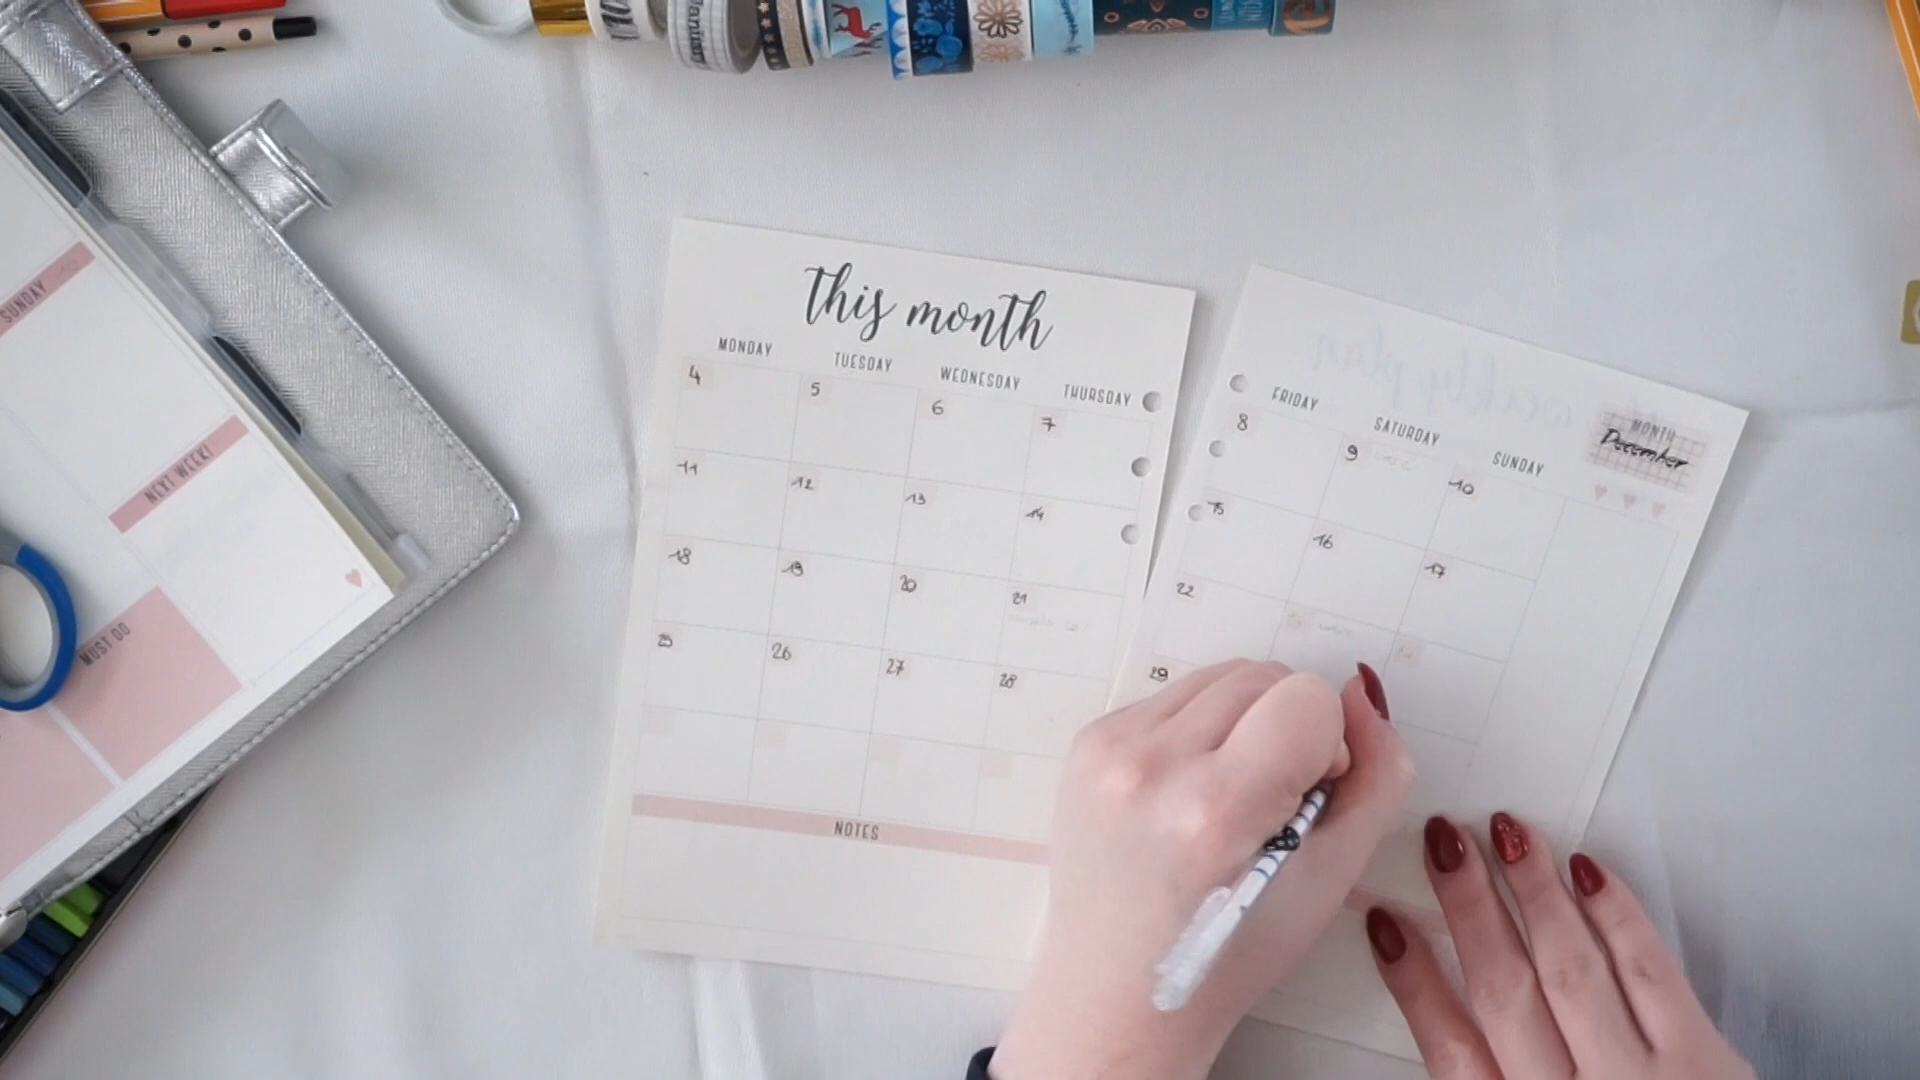 January
SUNDAY
NEXT WEEK!
MUST DO
this month
MONDAY TUESDAY WEDNESDAY THURSDAY
4 5 6 7
11 12 13 14
18 19 20 21
25 26 27 28
NOTES
MONTH
December
FRIDAY SATURDAY SUNDAY
8 9 10
15 16 17
22
29